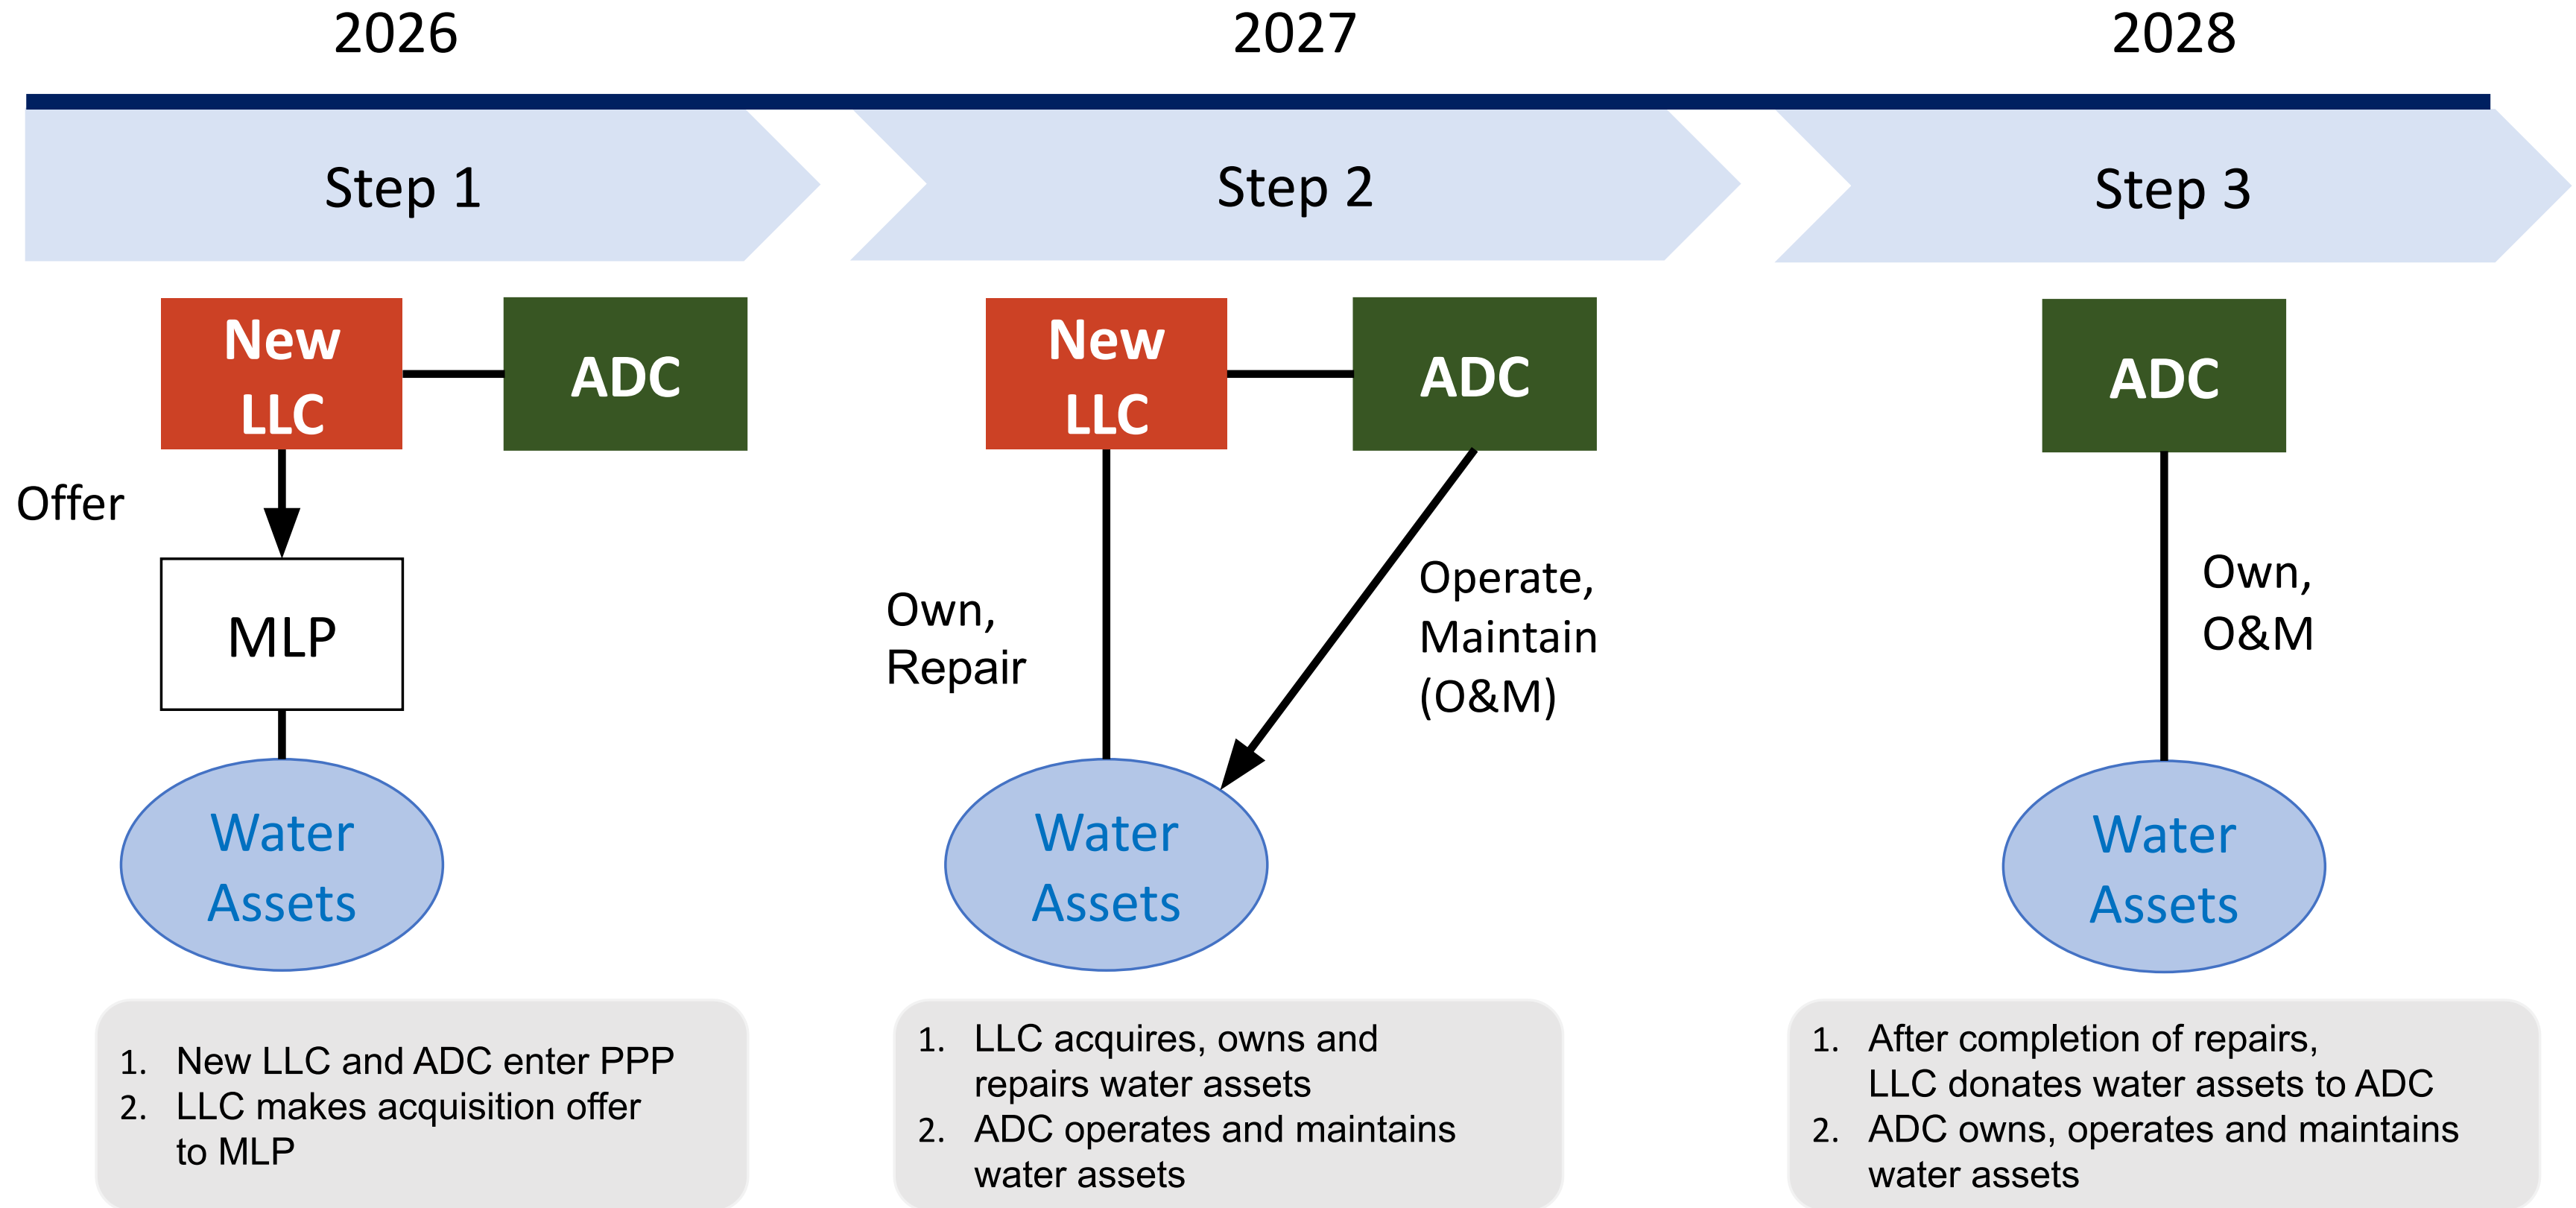 2026
2027
2028
Step 1
Step 2
Step 3
New
LLC
ADC
Offer
MLP
Water
Assets
New
LLC
ADC
Own,
Repair
Operate,
Maintain
(O&M)
Water
Assets
ADC
Own,
O&M
Water
Assets
1. New LLC and ADC enter PPP
2. LLC makes acquisition offer
to MLP
1. LLC acquires, owns and
repairs water assets
2. ADC operates and maintains
water assets
1. After completion of repairs,
LLC donates water assets to ADC
2. ADC owns, operates and maintains
water assets